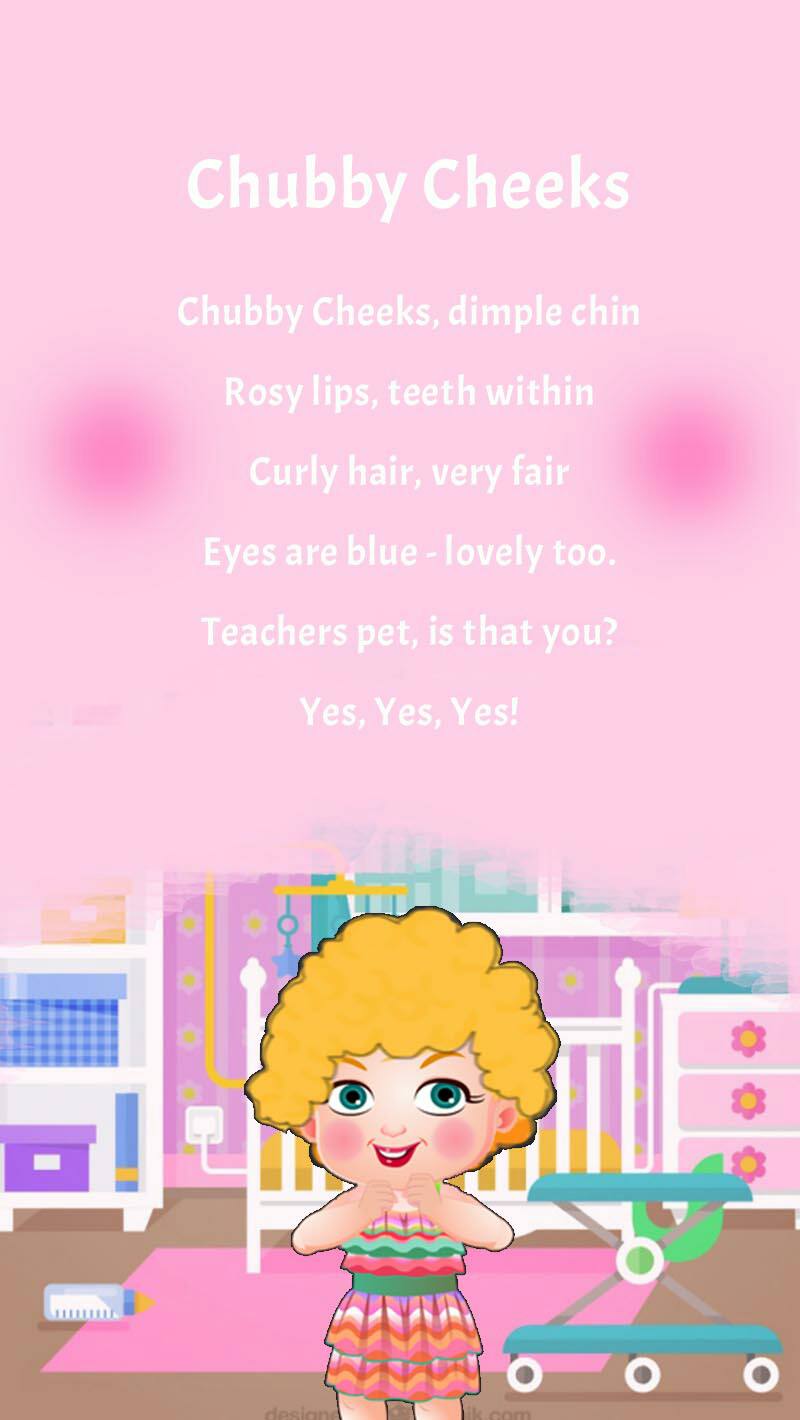 Chubby Cheeks
Chubby Cheeks, dimple chin
Rosy lips, teeth within
Curly hair, very fair
Eyes are blue - lovely too.
Teachers pet, is that you?
Yes, Yes, Yes!